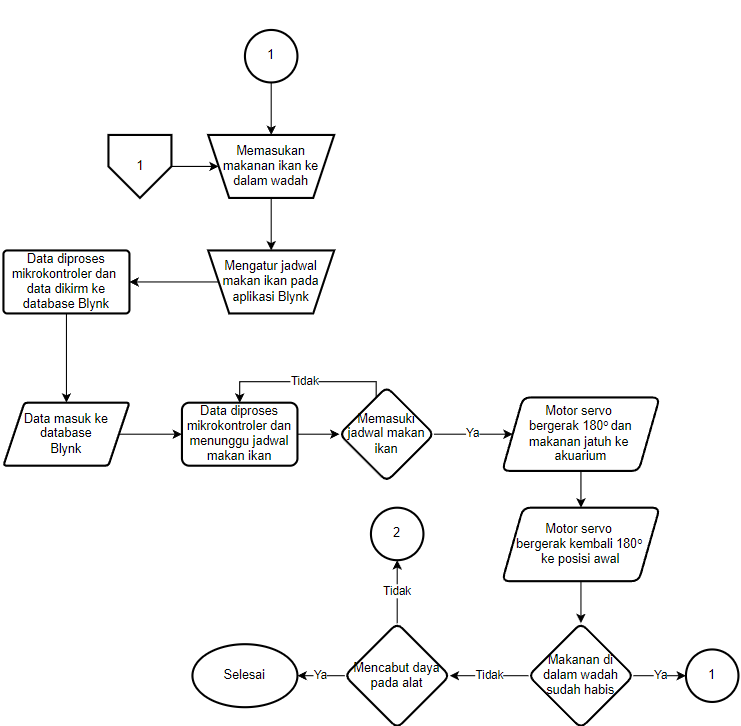 1
1
Memasukan
makanan ikan ke
dalam wadah
Mengatur jadwal
makan ikan pada
aplikasi Blynk
Data diproses
mikrokontroler dan
data dikirm ke
database Blynk
Data masuk ke
database
Blynk
Data diproses
mikrokontroler dan
menunggu jadwal
makan ikan
Tidak
Memasuki
jadwal makan
ikan
Ya
Motor servo
bergerak 180º dan
makanan jatuh ke
akuarium
Motor servo
bergerak kembali 180º
ke posisi awal
Makanan di
dalam wadah
sudah habis
Ya
1
Tidak
Mencabut daya
pada alat
Tidak
2
Ya
Selesai